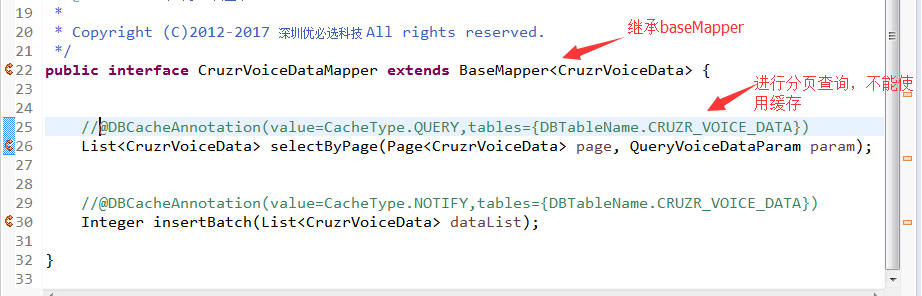 19 *
20 * Copyright (C)2012-2017 深圳优必选科技 All rights reserved.
21 */
继承baseMapper
22 public interface CruzrVoiceDataMapper extends BaseMapper<CruzrVoiceData> {
23
进行分页查询，不能使
用缓存
24
25 //@DBCacheAnnotation(value=CacheType.QUERY,tables={DBTableName.CRUZR_VOICE_DATA})
26 List<CruzrVoiceData> selectByPage(Page<CruzrVoiceData> page, QueryVoiceDataParam param);
27
28
29 //@DBCacheAnnotation(value=CacheType.NOTIFY,tables={DBTableName.CRUZR_VOICE_DATA})
30 Integer insertBatch(List<CruzrVoiceData> dataList);
31
32 }
33